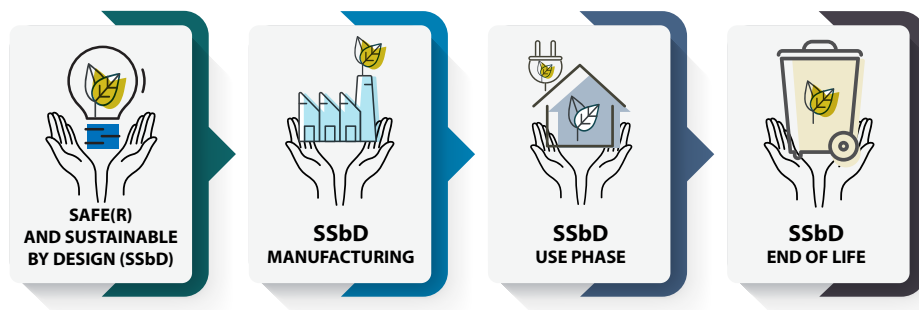 SAFE(R)
AND SUSTAINABLE
BY DESIGN (SSbD)
SSbD
MANUFACTURING
SSbD
USE PHASE
SSbD
END OF LIFE